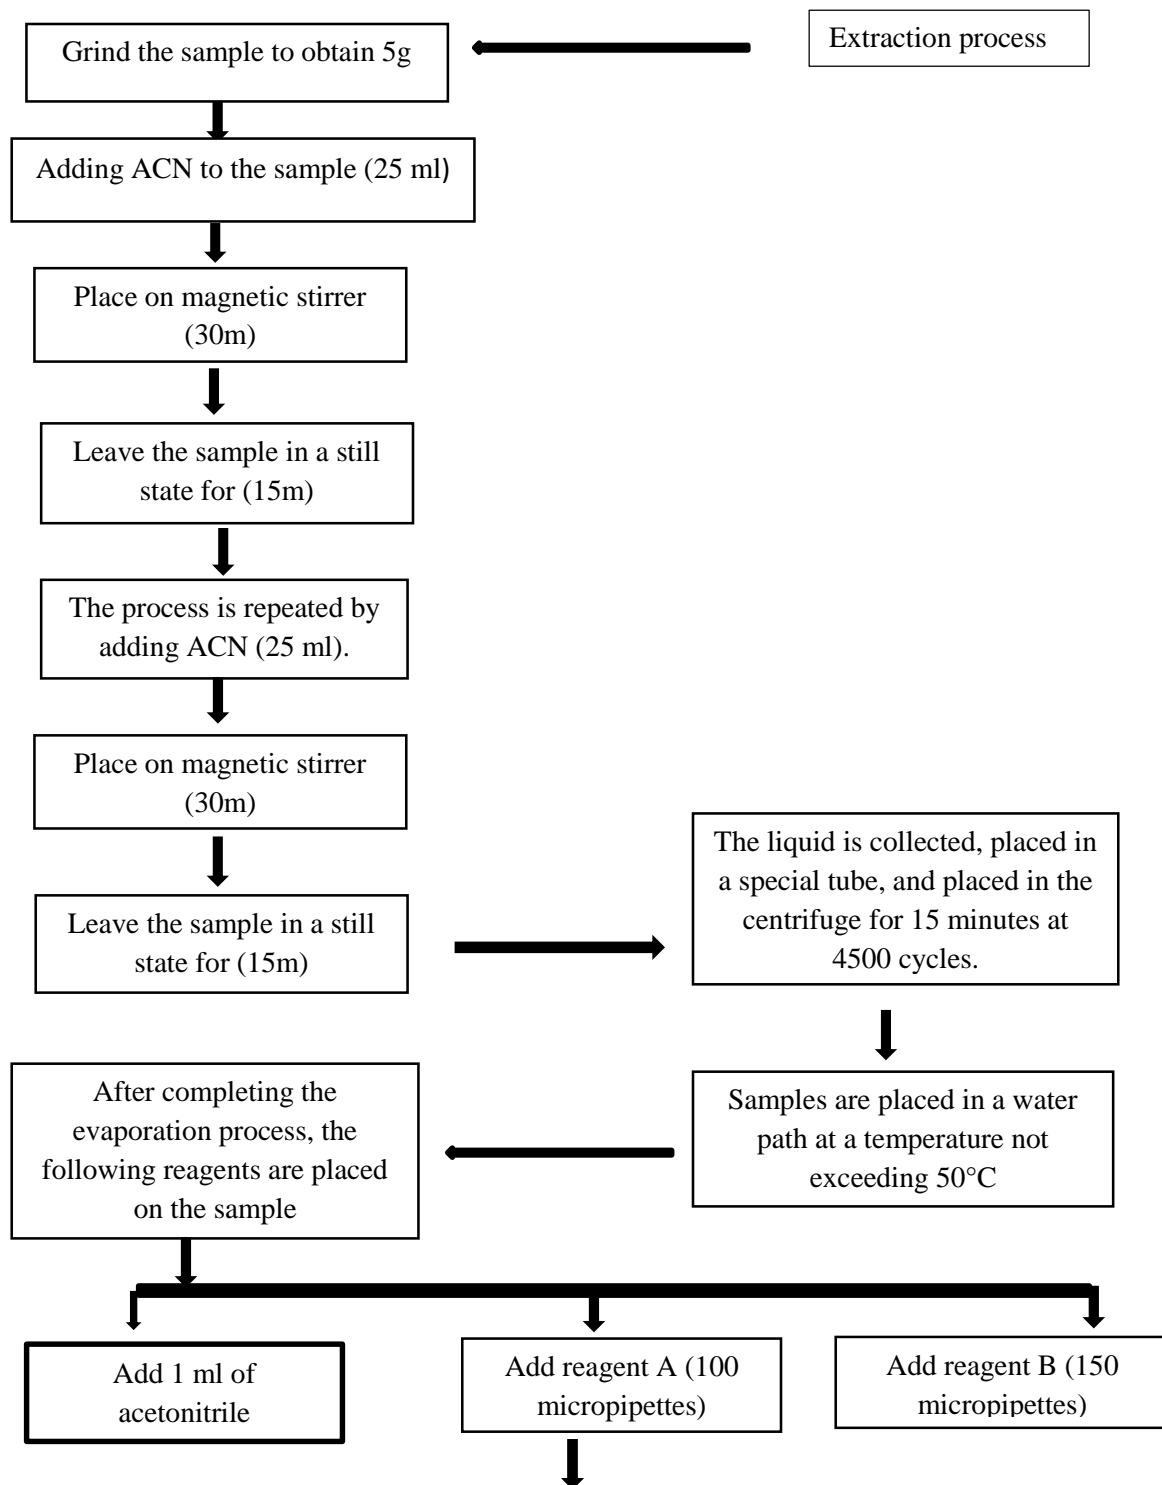 Extraction process
Grind the sample to obtain 5g
Adding ACN to the sample (25 ml)
Place on magnetic stirrer
(30m)
Leave the sample in a still
state for (15m)
The process is repeated by
adding ACN (25 ml).
Place on magnetic stirrer
(30m)
Leave the sample in a still
state for (15m)
The liquid is collected, placed in
a special tube, and placed in the
centrifuge for 15 minutes at
4500 cycles.
Samples are placed in a water
path at a temperature not
exceeding 50°C
After completing the
evaporation process, the
following reagents are placed
on the sample
Add 1 ml of
acetonitrile
Add reagent A (100
micropipettes)
Add reagent B (150
micropipettes)